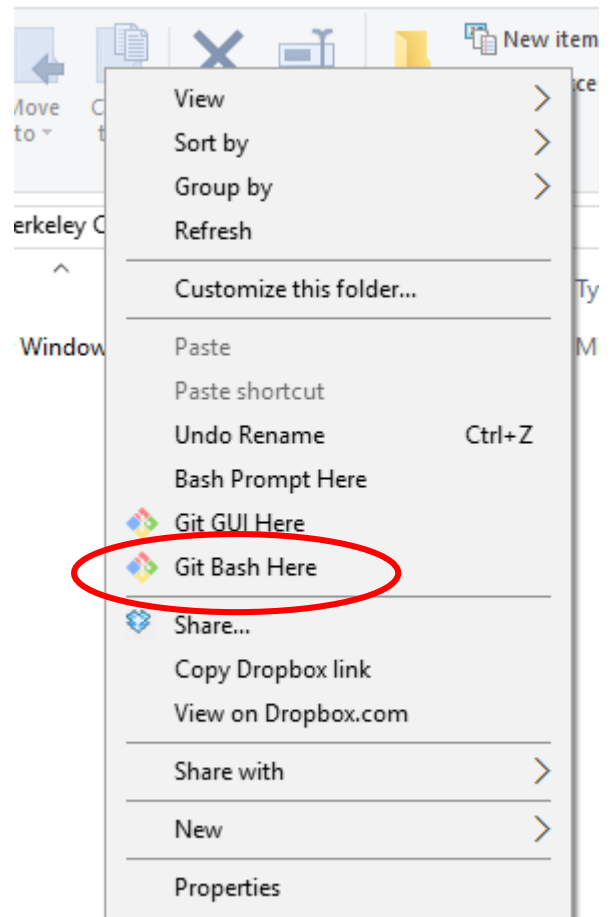 New item
Move
to
View
Sort by
Group by
Refresh
Customize this folder...
Window
Paste
Paste shortcut
Undo Rename Ctrl+Z
Bash Prompt Here
Git GUI Here
Git Bash Here
Share...
Copy Dropbox link
View on Dropbox.com
Share with
New
Properties